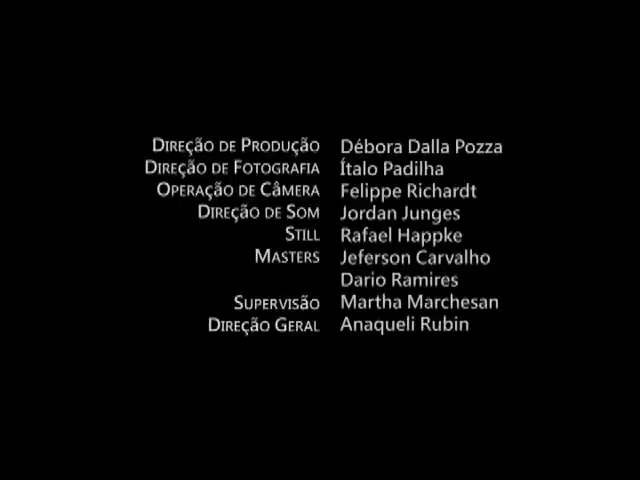 Direção de Produção Débora Dalla Pozza
Direção de Fotografia Ítalo Padilha
Operação de Câmera Felippe Richardt
Direção de Som Jordan Junges
Still Rafael Happke
Masters Jeferson Carvalho
Dario Ramires
Supervisão Martha Marchesan
Direção Geral Anaqueli Rubin